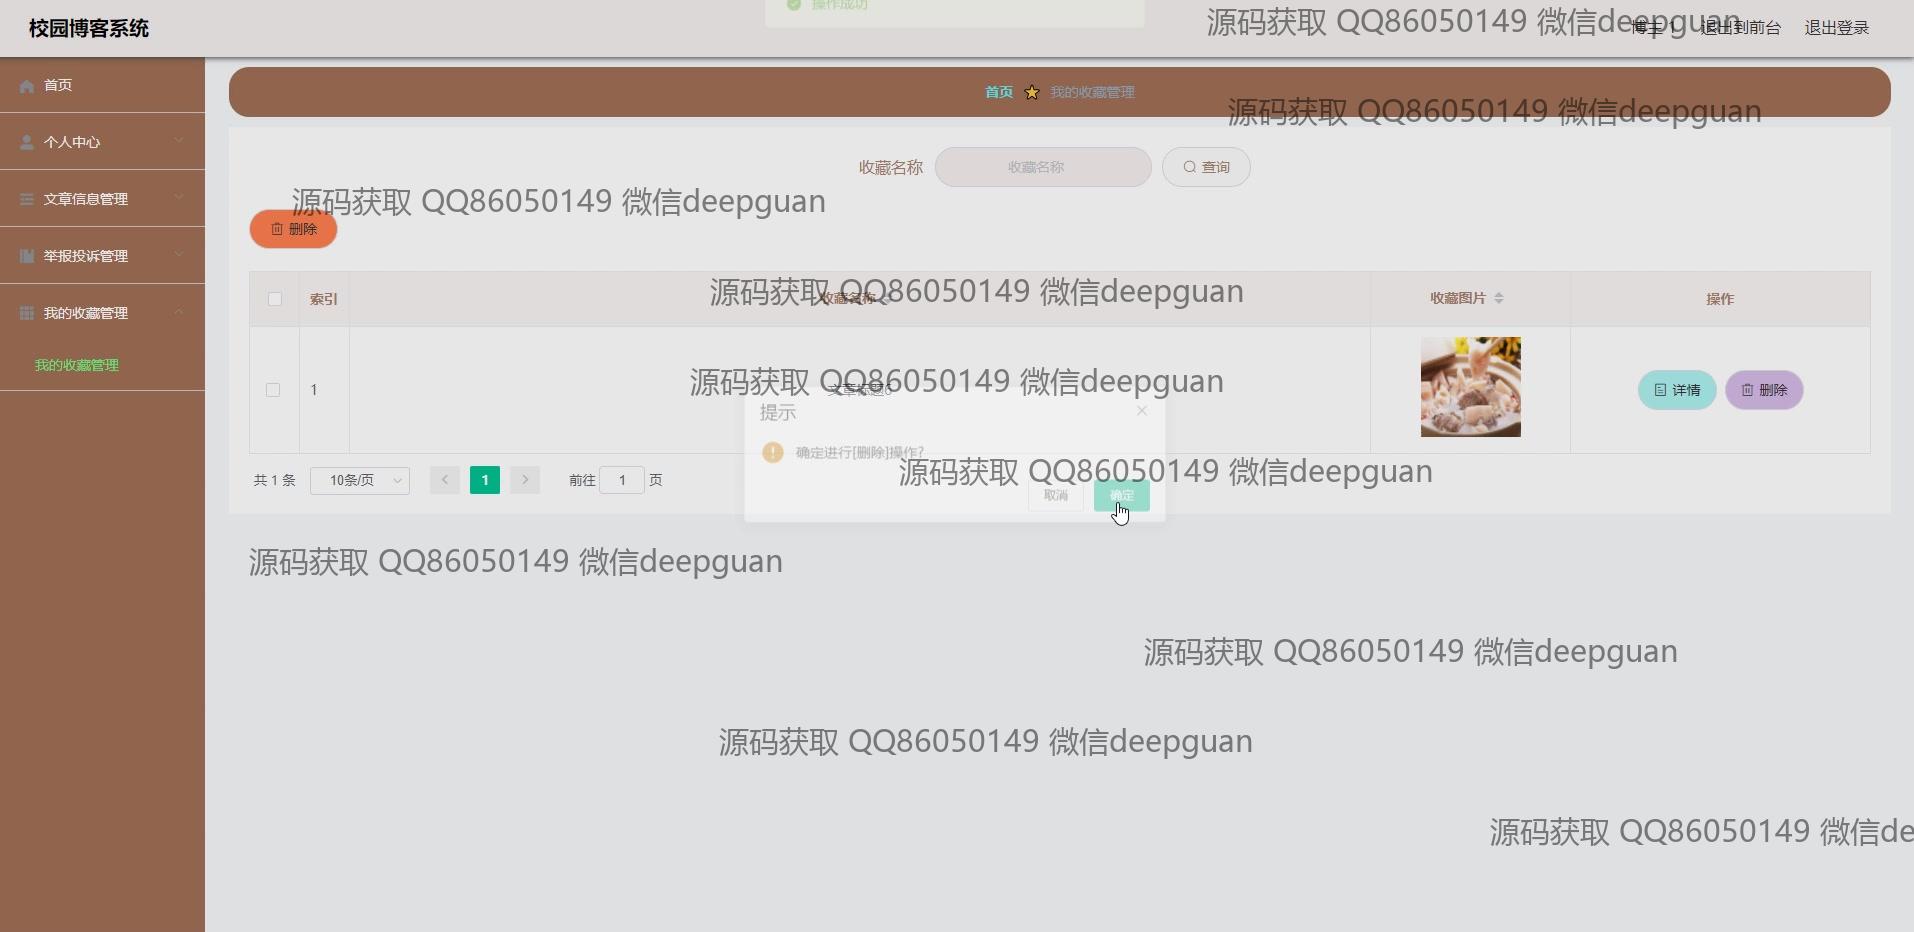 操作成功
校园博客系统
源码获取 QQ86050149 微信deepguan
博主 1 退出到前台 退出登录
首页
个人中心
文章信息管理
举报投诉管理
我的收藏管理
我的收藏管理
首页 我的收藏管理
源码获取 QQ86050149 微信deepguan
收藏名称 收藏名称 查询
源码获取 QQ86050149 微信deepguan
删除
源码获取 QQ86050149 微信deepguan
索引 收藏名称 收藏图片 操作
源码获取 QQ86050149 微信deepguan
1 文章标题6 详情 删除
提示
确定进行[删除]操作?
源码获取 QQ86050149 微信deepguan
取消 确定
共 1 条 10条/页 1 前往 1 页
源码获取 QQ86050149 微信deepguan
源码获取 QQ86050149 微信deepguan
源码获取 QQ86050149 微信deepguan
源码获取 QQ86050149 微信de